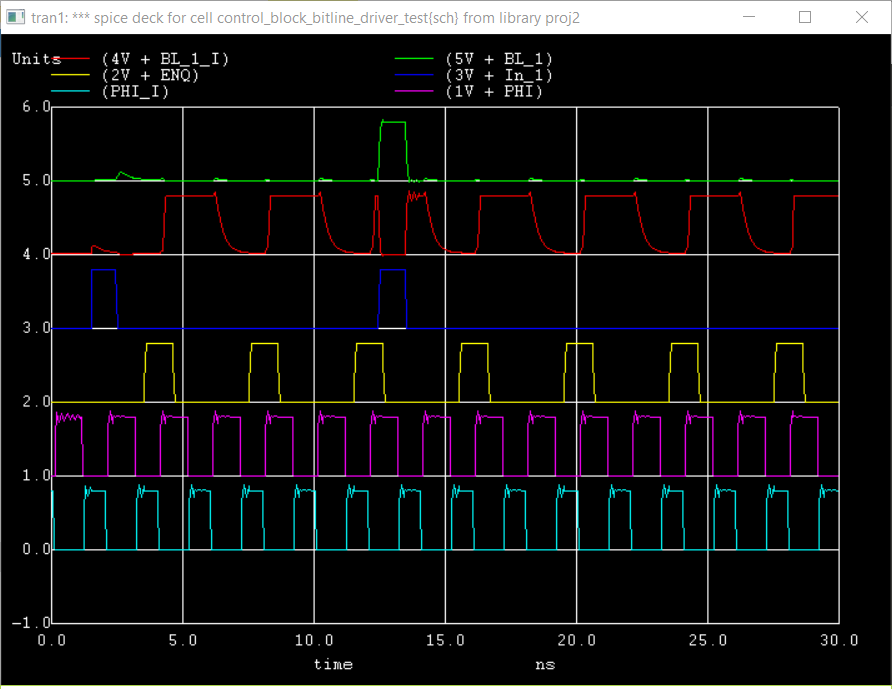 tran1: *** spice deck for cell control_block_bitline_driver_test{sch} from library proj2
Units (4V + BL_1_I) (5V + BL_1)
(2V + ENQ) (3V + In_1)
(PHI_I) (1V + PHI)
6.0
5.0
4.0
3.0
2.0
1.0
0.0
-1.0
0.0 5.0 10.0 15.0 20.0 25.0 30.0
time ns